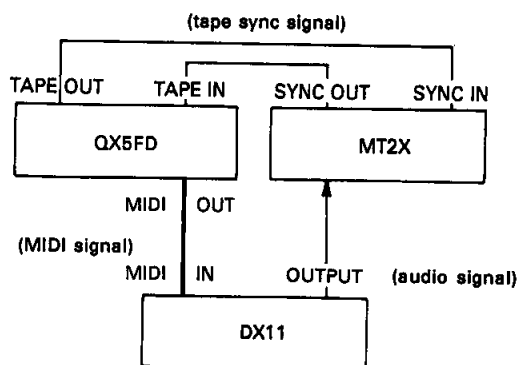 (tape sync signal)
TAPE OUT TAPE IN SYNC OUT SYNC IN
QX5FD MT2X
MIDI OUT
(MIDI signal)
MIDI IN OUTPUT (audio signal)
DX11